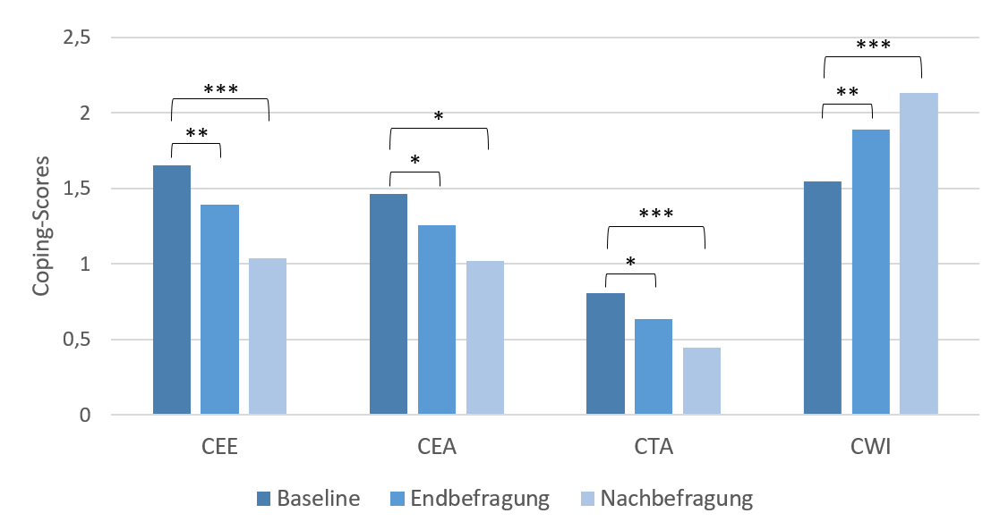 2,5
2
1,5
1
0,5
0
Coping-Scores
***
**
*
*
***
*
***
**
CEE
CEA
CTA
CWI
Baseline
Endbefragung
Nachbefragung